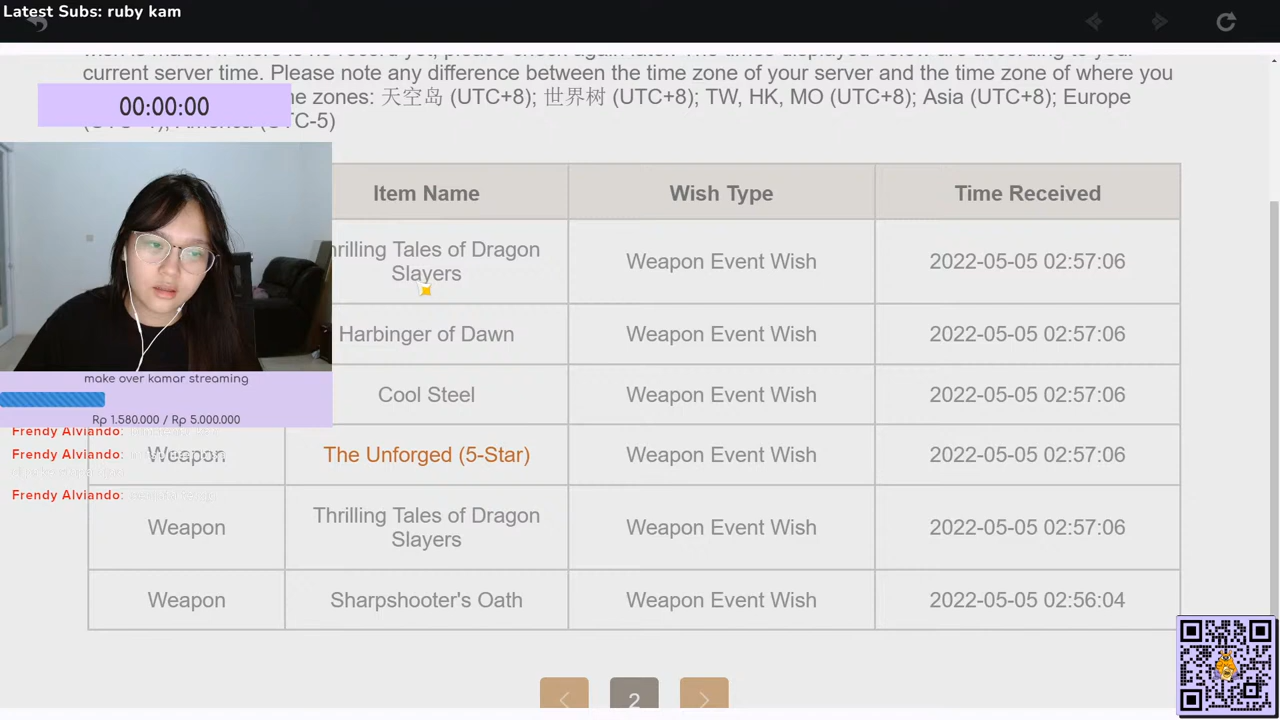 Latest Subs: ruby kam
current server time. Please note any difference between the time zone of your server and the time zone of where you
00:00:00
zones: 天空岛 (UTC+8); 世界树 (UTC+8); TW, HK, MO (UTC+8); Asia (UTC+8); Europe
Item Name Wish Type Time Received
Tales of Dragon
Slayers Weapon Event Wish 2022-05-05 02:57:06
Harbinger of Dawn Weapon Event Wish 2022-05-05 02:57:06
make over kamar streaming
Cool Steel Weapon Event Wish 2022-05-05 02:57:06
Rp 1.580.000 / Rp 5.000.000
Frendy Alviando:
Frendy Alviando:
Weapon The Unforged (5-Star) Weapon Event Wish 2022-05-05 02:57:06
Frendy Alviando:
Weapon Thrilling Tales of Dragon
Slayers Weapon Event Wish 2022-05-05 02:57:06
Weapon Sharpshooter's Oath Weapon Event Wish 2022-05-05 02:56:04
2